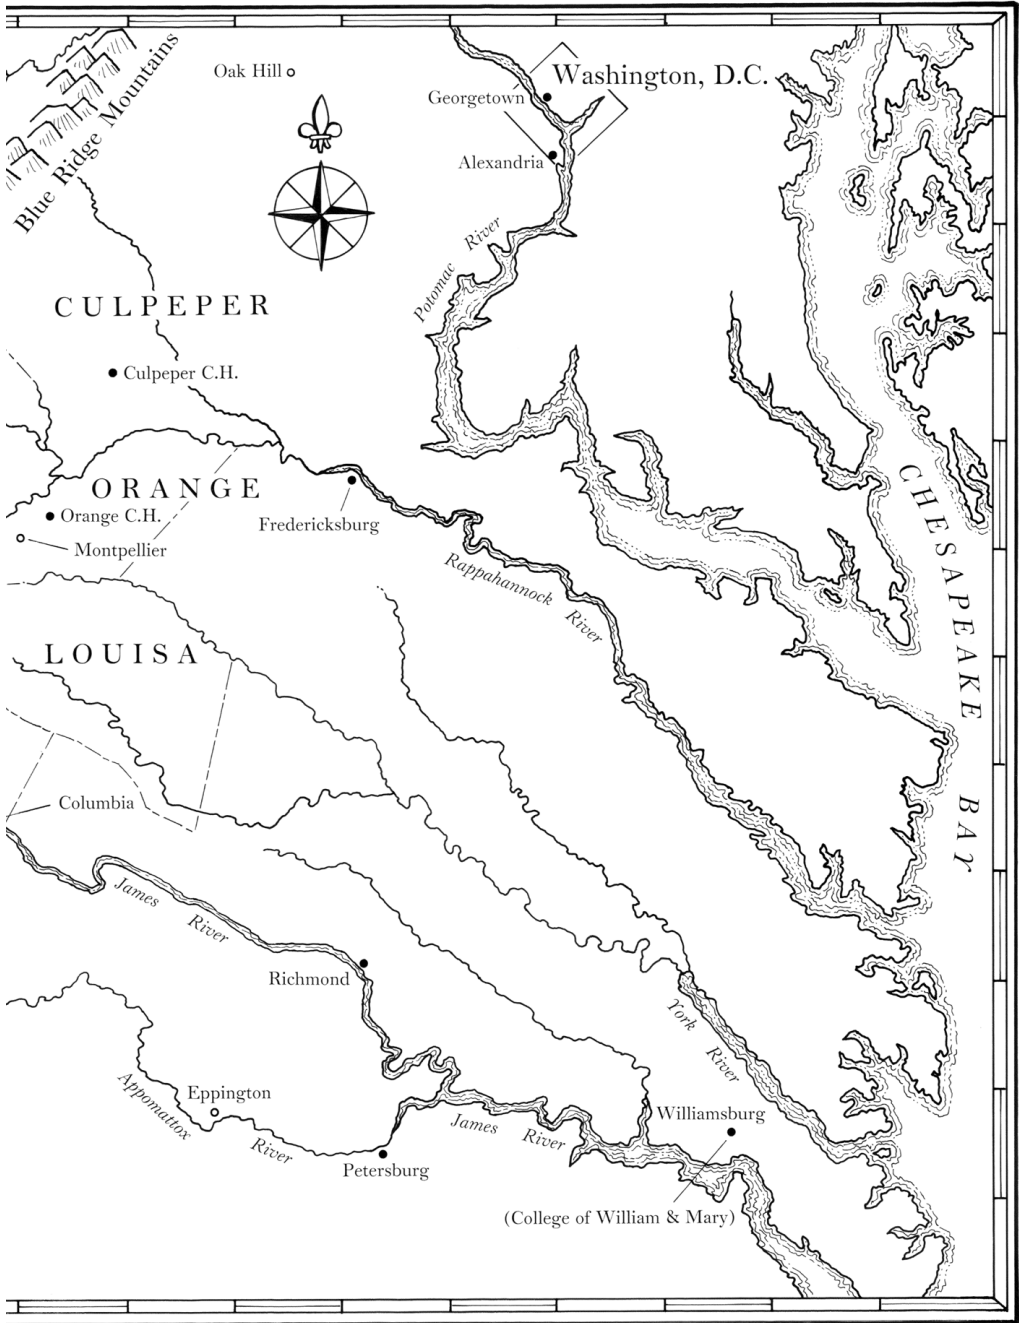 Blue Ridge Mountains
Oak Hill
Washington, D.C.
Georgetown
Alexandria
Potomac River
CULPEPER
Culpeper C.H.
ORANGE
Orange C.H.
Fredericksburg
Montpellier
Rappahannock River
CHESAPEAKE BAY
LOUISA
Columbia
James River
Richmond
York River
Appomattox River
Eppington
James River
Williamsburg
Petersburg
(College of William & Mary)